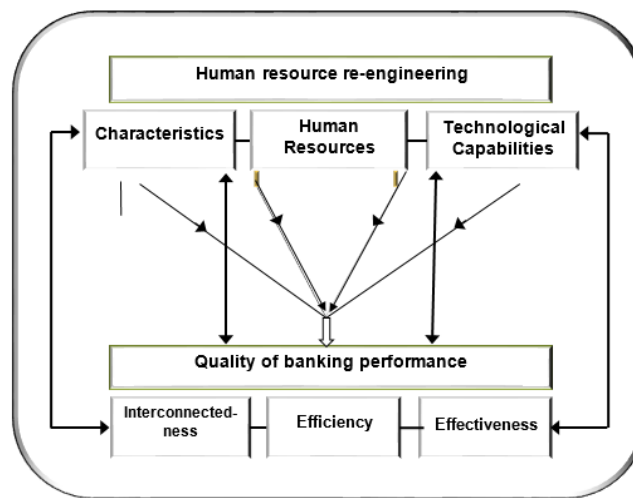 Human resource re-engineering
Characteristics
Human
Resources
Technological
Capabilities
Quality of banking performance
Interconnected-
ness
Efficiency
Effectiveness